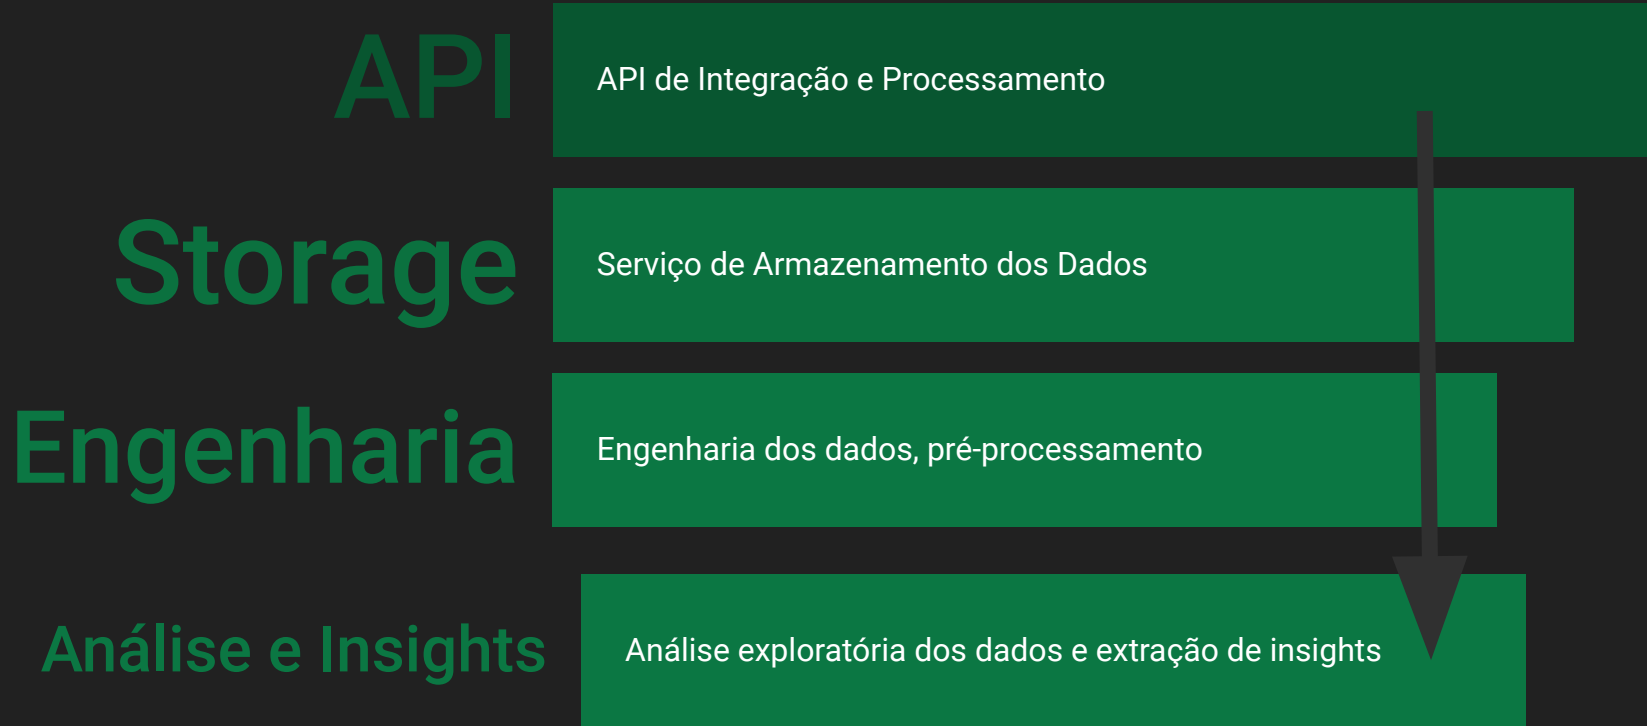 API
API de Integração e Processamento
Storage
Serviço de Armazenamento dos Dados
Engenharia
Engenharia dos dados, pré-processamento
Análise e Insights
Análise exploratória dos dados e extração de insights